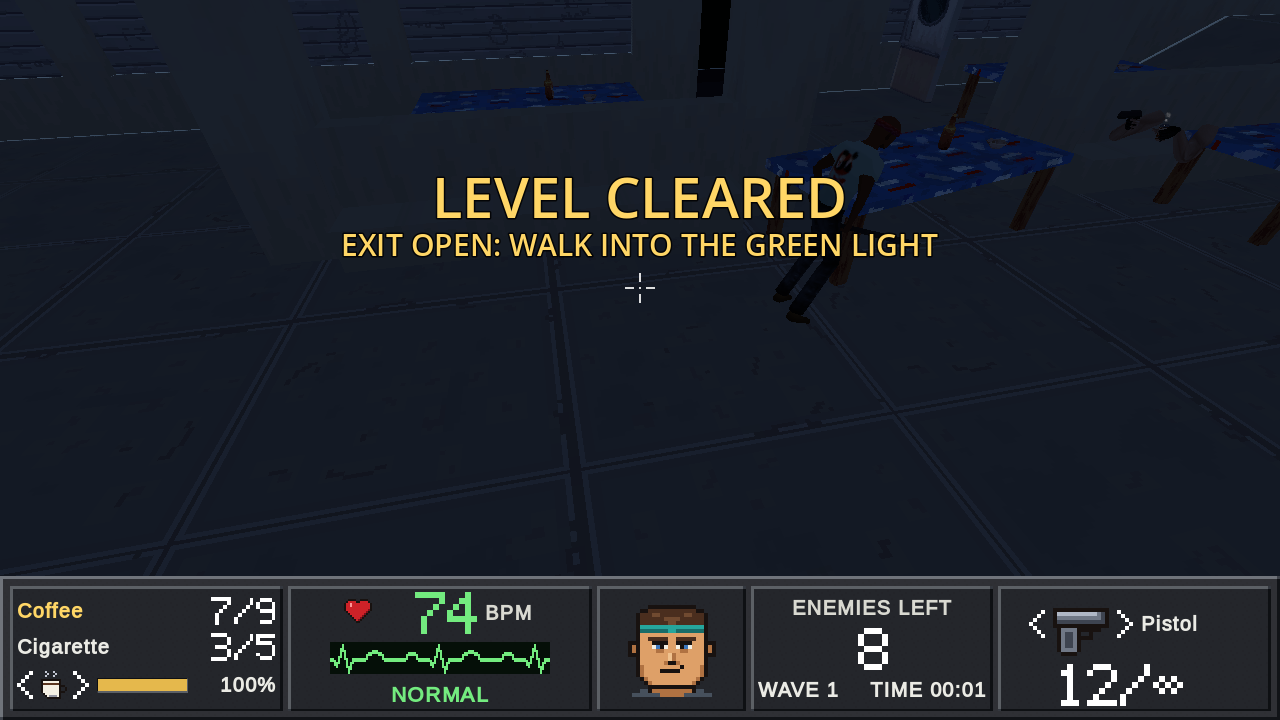 LEVEL CLEARED
EXIT OPEN: WALK INTO THE GREEN LIGHT
Coffee 7/9
Cigarette 3/5
100%
74 BPM
NORMAL
ENEMIES LEFT
8
WAVE 1 TIME 00:01
Pistol
12/∞